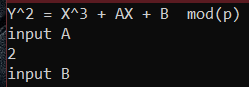 Y^2 = X^3 + AX + B  mod(p)
input A
2
input B